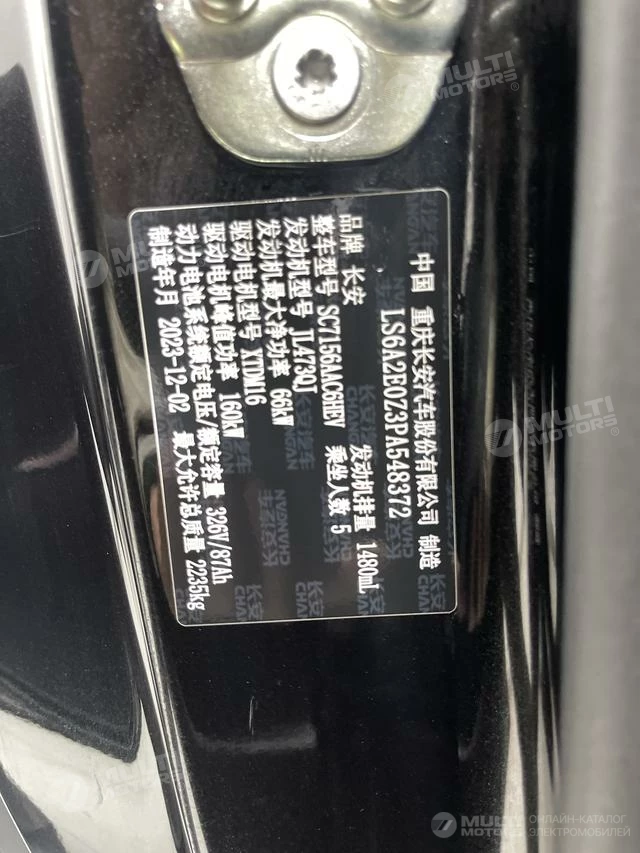 中国 重庆长安汽车股份有限公司 制造
LS6A2E0Z3PA548372
品牌 长安
整车型号 SC7156AAC6HEV 乘坐人数 5
发动机型号 JL473QJ 发动机排量 1480mL
发动机最大净功率 66kW
驱动电机型号 XTDM16
驱动电机峰值功率 160kW
动力电池系统额定电压/额定容量 326V/87Ah
制造年月 2023-12-02 最大允许总质量 2235kg
长安汽车
CHANGAN
MULTI
MOTORS
ОНЛАЙН-КАТАЛОГ
ЭЛЕКТРОМОБИЛЕЙ